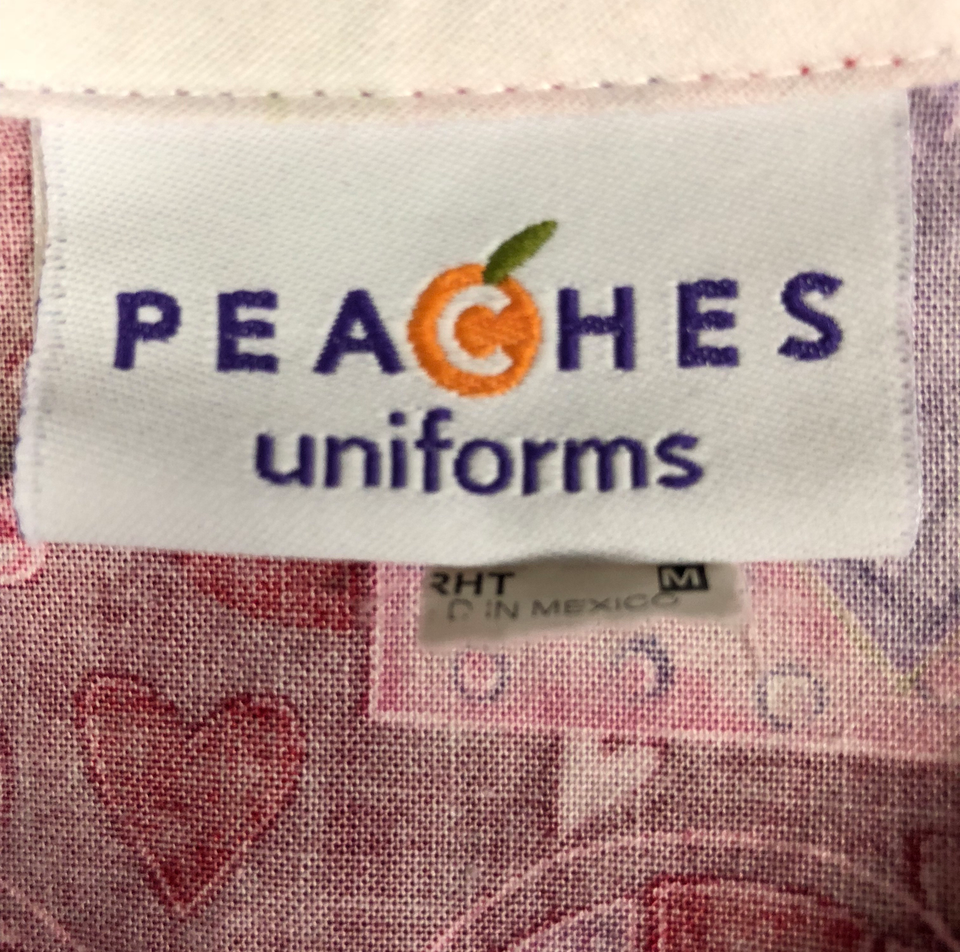 PEACHES
uniforms
RHT M
D IN MEXICO